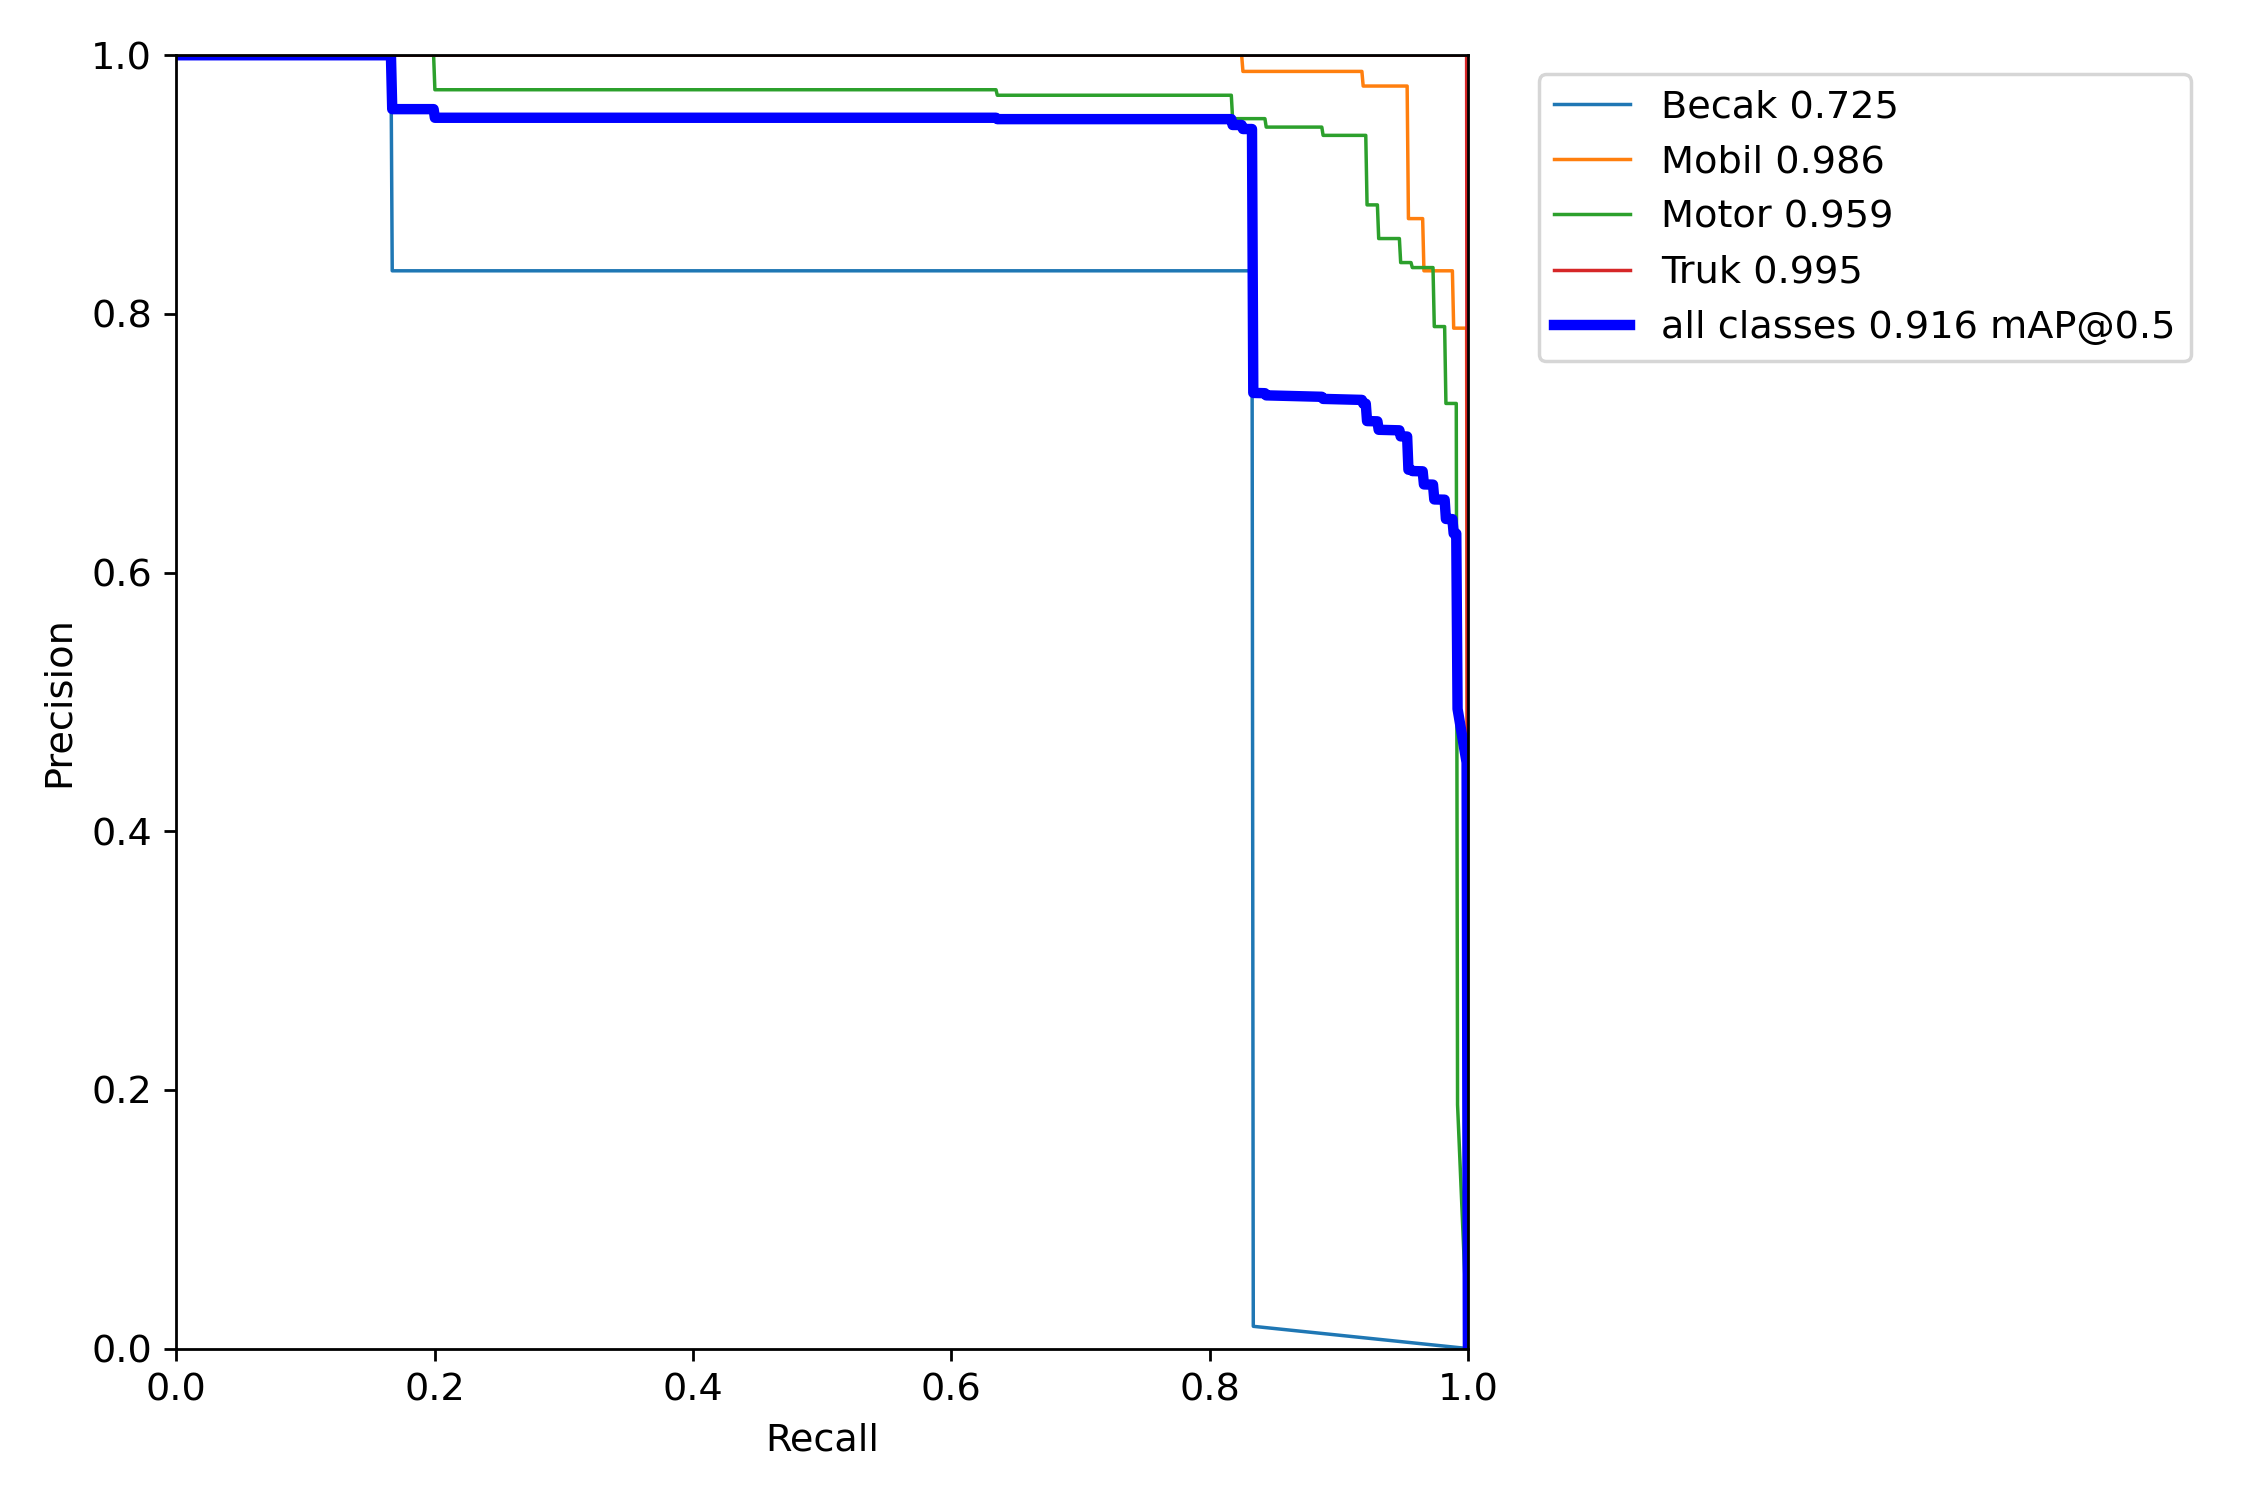 1.0
0.8
0.6
0.4
0.2
0.0
0.0 0.2 0.4 0.6 0.8 1.0
Precision
Recall
Becak 0.725
Mobil 0.986
Motor 0.959
Truk 0.995
all classes 0.916 mAP@0.5